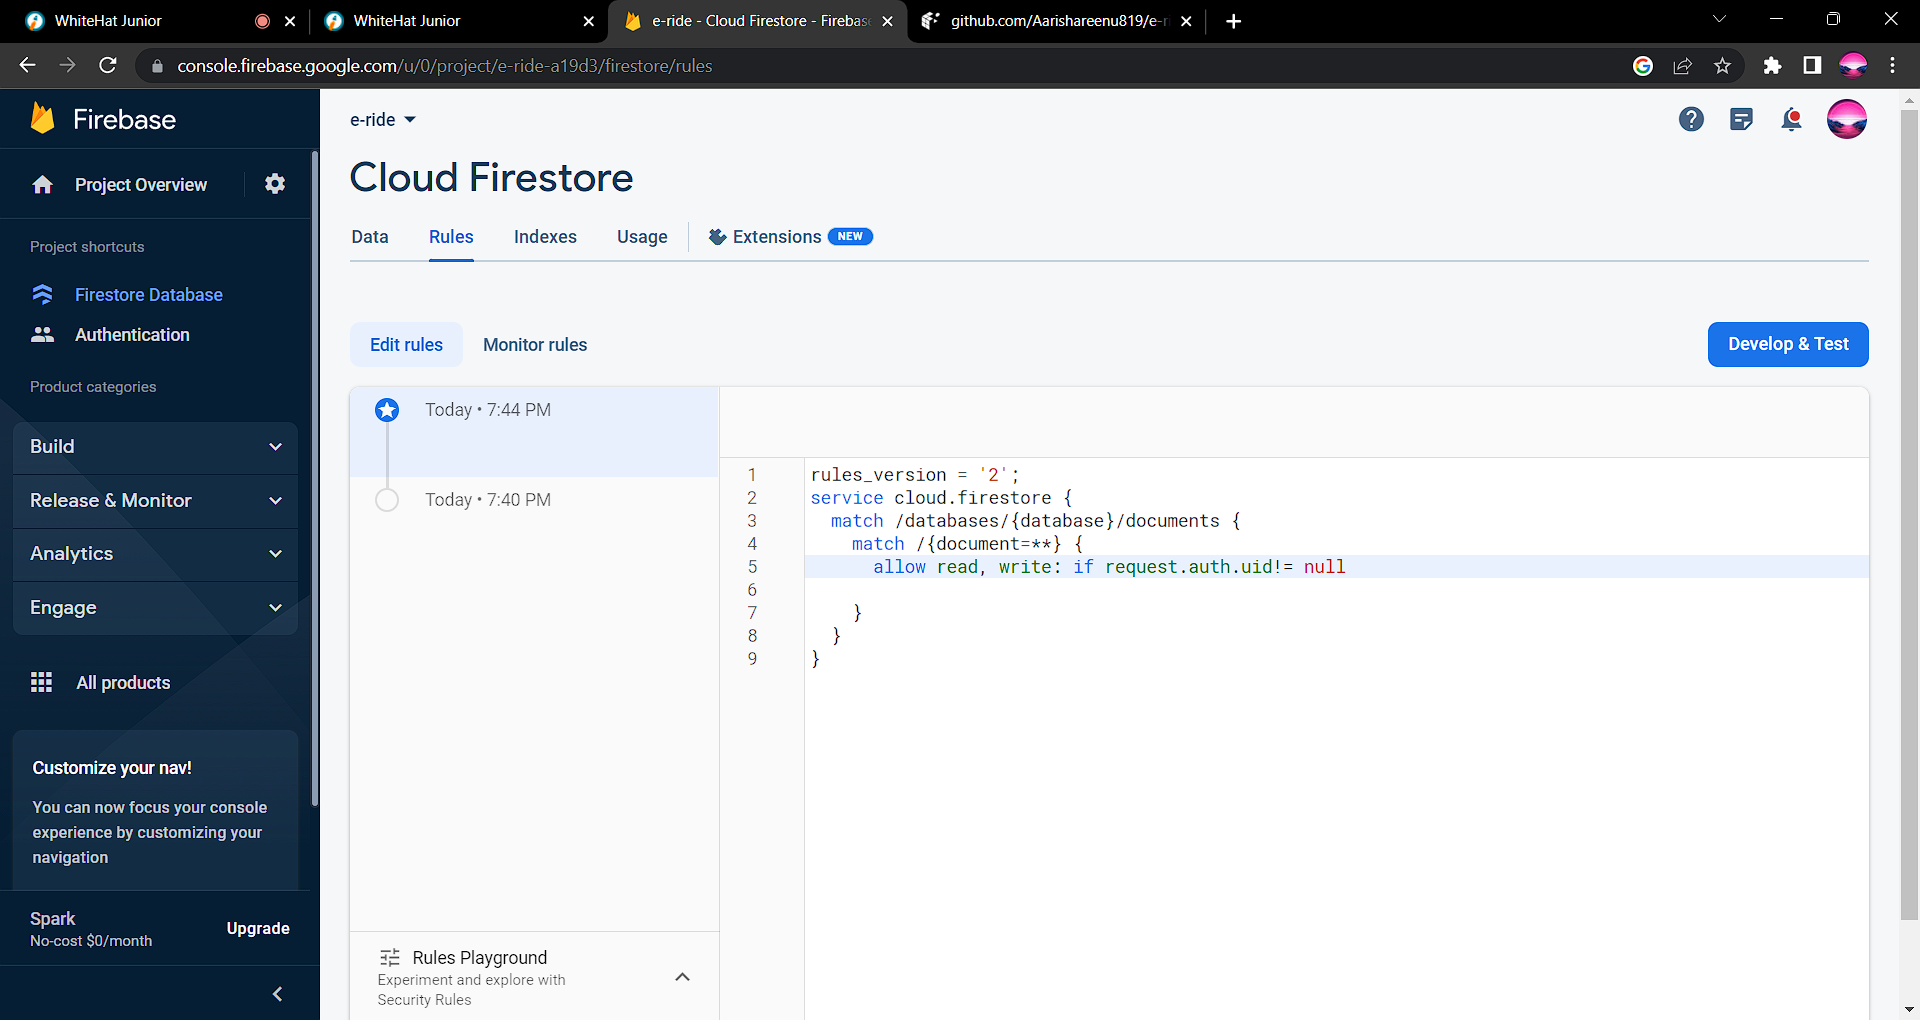 WhiteHat Junior
WhiteHat Junior
e-ride - Cloud Firestore - Firebas
github.com/Aarishareenu819/e-r
console.firebase.google.com/u/0/project/e-ride-a19d3/firestore/rules
Firebase
e-ride
Project Overview
Cloud Firestore
Data
Rules
Indexes
Usage
Extensions
NEW
Project shortcuts
Firestore Database
Authentication
Product categories
Build
Release & Monitor
Analytics
Engage
All products
Customize your nav!
You can now focus your console
experience by customizing your
navigation
Spark
No-cost $0/month
Upgrade
Edit rules
Monitor rules
Develop & Test
Today • 7:44 PM
Today • 7:40 PM
1 rules_version = '2';
2 service cloud.firestore {
3 match /databases/{database}/documents {
4 match /{document=**} {
5 allow read, write: if request.auth.uid!= null
6
7 }
8 }
9 }
Rules Playground
Experiment and explore with
Security Rules